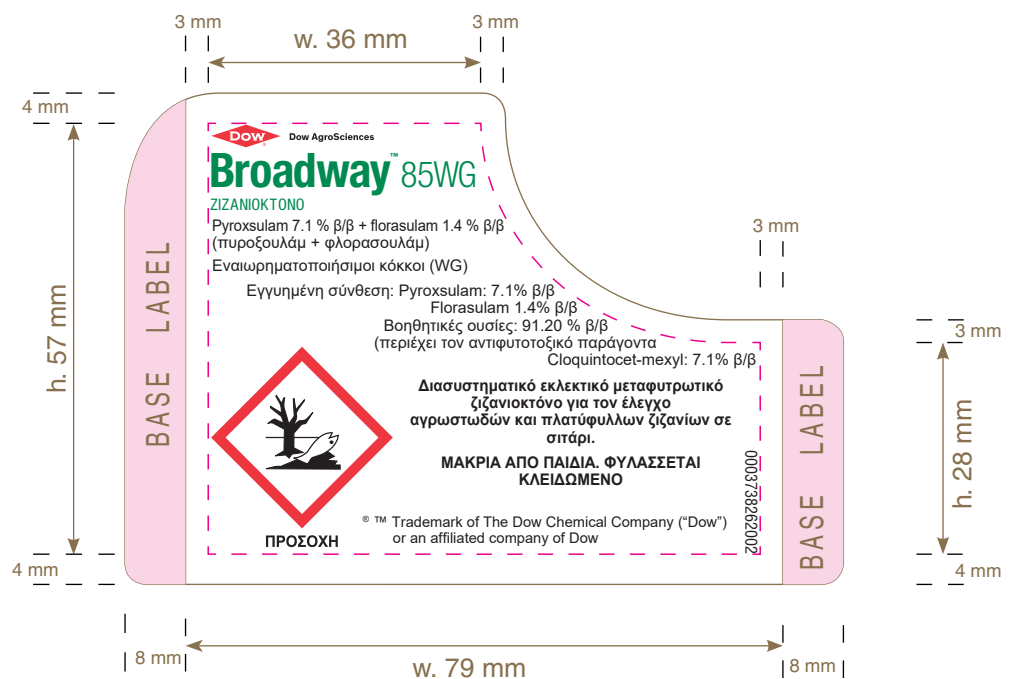 3 mm
3 mm
w. 36 mm
4 mm
Dow
Dow AgroSciences
Broadway™ 85WG
ΖΙΖΑΝΙΟΚΤΟΝΟ
Pyroxsulam 7.1 % β/β + florasulam 1.4 % β/β
(πυροξουλάμ + φλορασουλάμ)
Εναιωρηματοποιήσιμοι κόκκοι (WG)
3 mm
Εγγυημένη σύνθεση: Pyroxsulam: 7.1% β/β
Florasulam 1.4% β/β
Βοηθητικές ουσίες: 91.20 % β/β
(περιέχει τον αντιφυτοτοξικό παράγοντα
Cloquintocet-mexyl: 7.1% β/β
3 mm
h. 57 mm
BASE LABEL
Διασυστηματικό εκλεκτικό μεταφυτρωτικό
ζιζανιοκτόνο για τον έλεγχο
αγρωστωδών και πλατύφυλλων ζιζανίων σε
σιτάρι.
ΜΑΚΡΙΑ ΑΠΟ ΠΑΙΔΙΑ. ΦΥΛΑΣΣΕΤΑΙ
ΚΛΕΙΔΩΜΕΝΟ
0003738262002
BASE LABEL
h. 28 mm
® ™ Trademark of The Dow Chemical Company (“Dow”)
or an affiliated company of Dow
ΠΡΟΣΟΧΗ
4 mm
4 mm
8 mm
w. 79 mm
8 mm